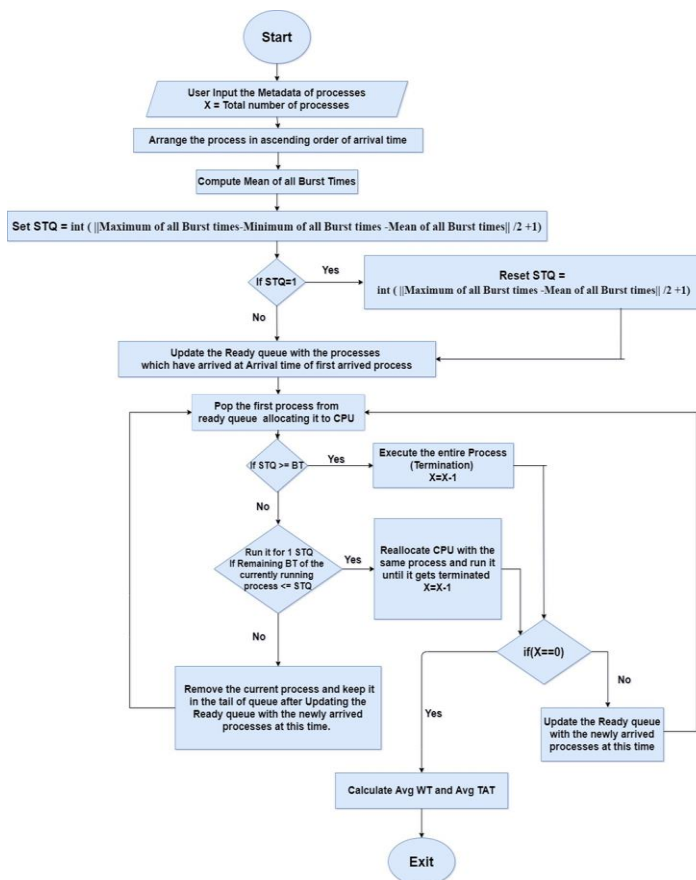 Start
User Input the Metadata of processes
X = Total number of processes
Arrange the process in ascending order of arrival time
Compute Mean of all Burst Times
Set STQ = int ( ||Maximum of all Burst times-Minimum of all Burst times -Mean of all Burst times|| /2 +1)
If STQ=1
Yes
Reset STQ =
int ( ||Maximum of all Burst times -Mean of all Burst times|| /2 +1)
No
Update the Ready queue with the processes
which have arrived at Arrival time of first arrived process
Pop the first process from
ready queue allocating it to CPU
If STQ >= BT
Yes
Execute the entire Process
(Termination)
X=X-1
No
Run it for 1 STQ
If Remaining BT of the
currently running
process <= STQ
Yes
Reallocate CPU with the
same process and run it
until it gets terminated
X=X-1
No
if(X==0)
No
Remove the current process and keep it
in the tail of queue after Updating the
Ready queue with the newly arrived
processes at this time.
Yes
Update the Ready queue
with the newly arrived
processes at this time
Calculate Avg WT and Avg TAT
Exit